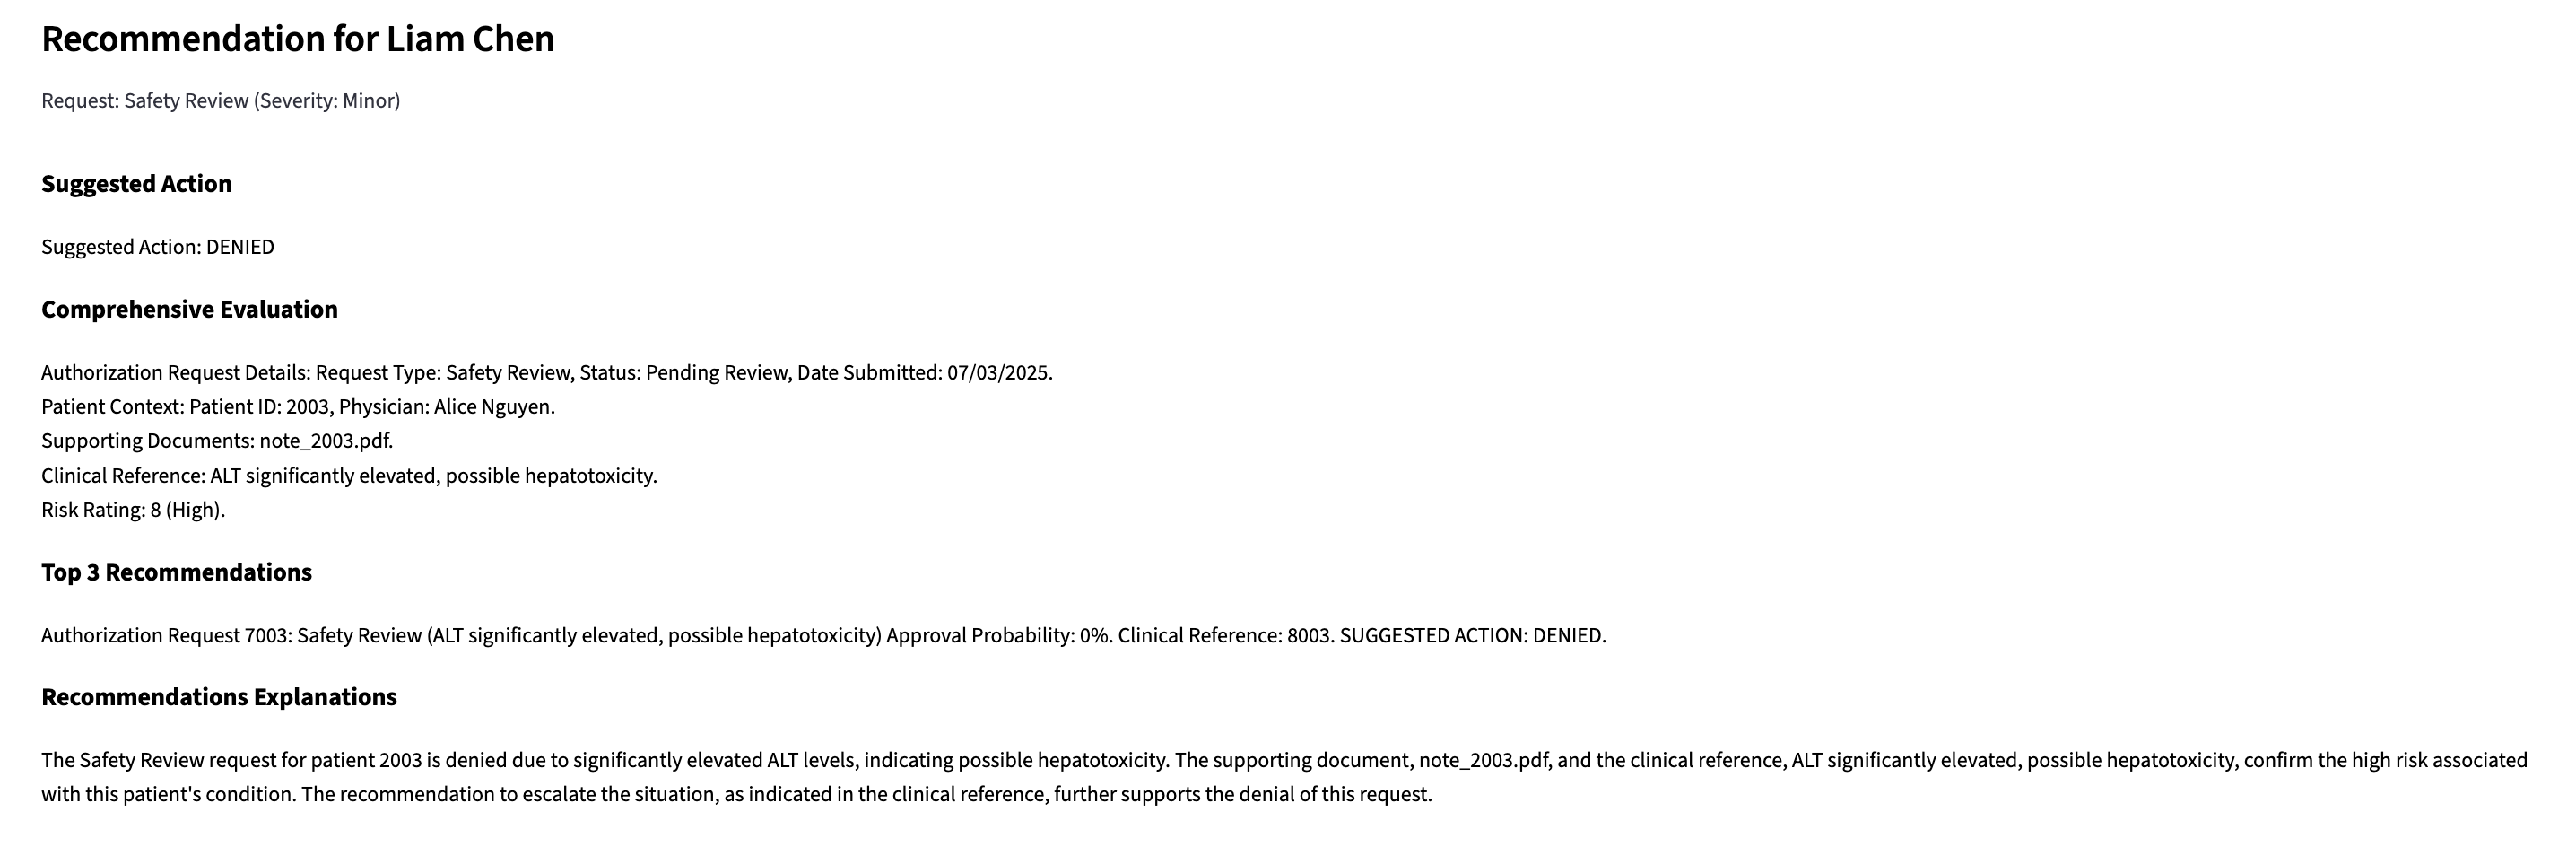 Recommendation for Liam Chen
Request: Safety Review (Severity: Minor)
Suggested Action
Suggested Action: DENIED
Comprehensive Evaluation
Authorization Request Details: Request Type: Safety Review, Status: Pending Review, Date Submitted: 07/03/2025.
Patient Context: Patient ID: 2003, Physician: Alice Nguyen.
Supporting Documents: note_2003.pdf.
Clinical Reference: ALT significantly elevated, possible hepatotoxicity.
Risk Rating: 8 (High).
Top 3 Recommendations
Authorization Request 7003: Safety Review (ALT significantly elevated, possible hepatotoxicity) Approval Probability: 0%. Clinical Reference: 8003. SUGGESTED ACTION: DENIED.
Recommendations Explanations
The Safety Review request for patient 2003 is denied due to significantly elevated ALT levels, indicating possible hepatotoxicity. The supporting document, note_2003.pdf, and the clinical reference, ALT significantly elevated, possible hepatotoxicity, confirm the high risk associated
with this patient's condition. The recommendation to escalate the situation, as indicated in the clinical reference, further supports the denial of this request.